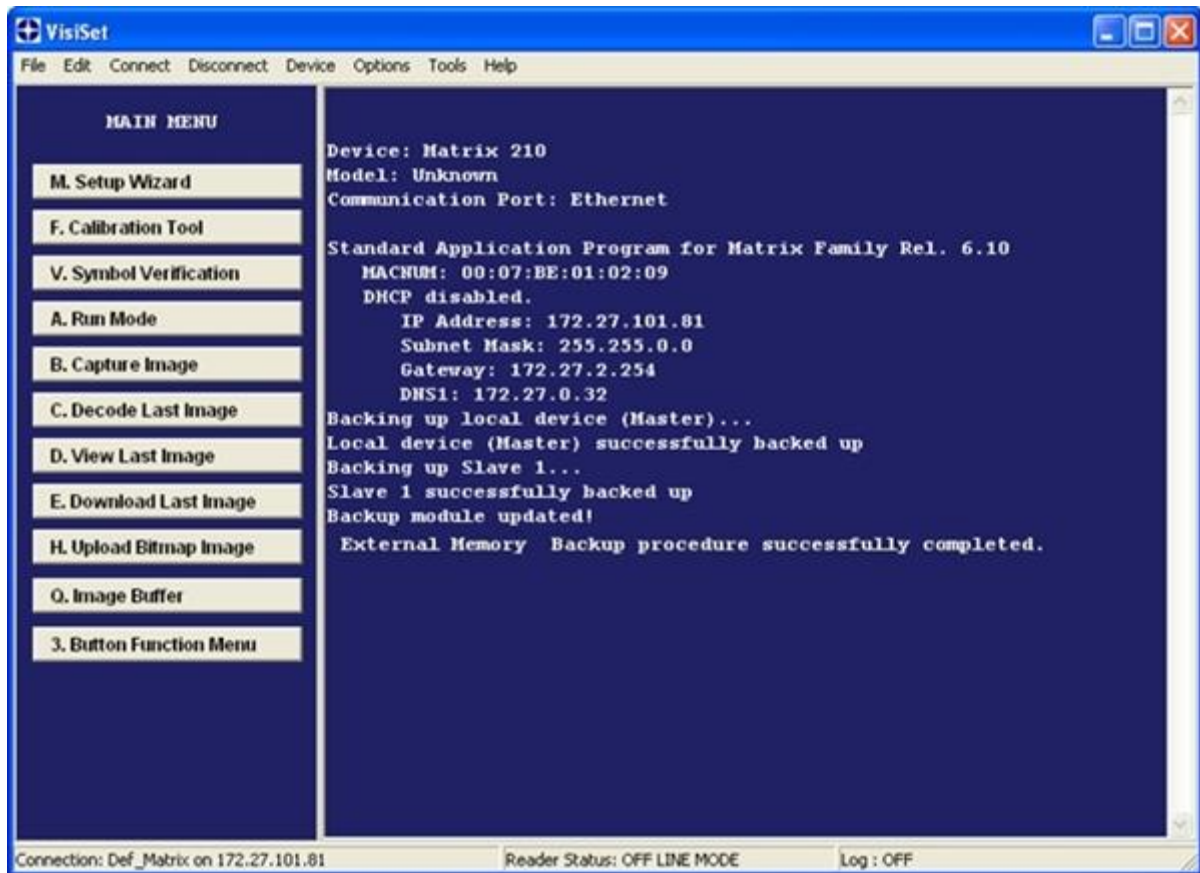 VisiSet
File Edit Connect Disconnect Device Options Tools Help
MAIN MENU
M. Setup Wizard
F. Calibration Tool
V. Symbol Verification
A. Run Mode
B. Capture Image
C. Decode Last Image
D. View Last Image
E. Download Last Image
H. Upload Bitmap Image
Q. Image Buffer
3. Button Function Menu
Device: Matrix 210
Model: Unknown
Communication Port: Ethernet
Standard Application Program for Matrix Family Rel. 6.10
MACNUM: 00:07:BE:01:02:09
DHCP disabled.
IP Address: 172.27.101.81
Subnet Mask: 255.255.0.0
Gateway: 172.27.2.254
DNS1: 172.27.0.32
Backing up local device (Master)...
Local device (Master) successfully backed up
Backing up Slave 1...
Slave 1 successfully backed up
Backup module updated!
External Memory Backup procedure successfully completed.
Connection: Def_Matrix on 172.27.101.81
Reader Status: OFF LINE MODE
Log : OFF